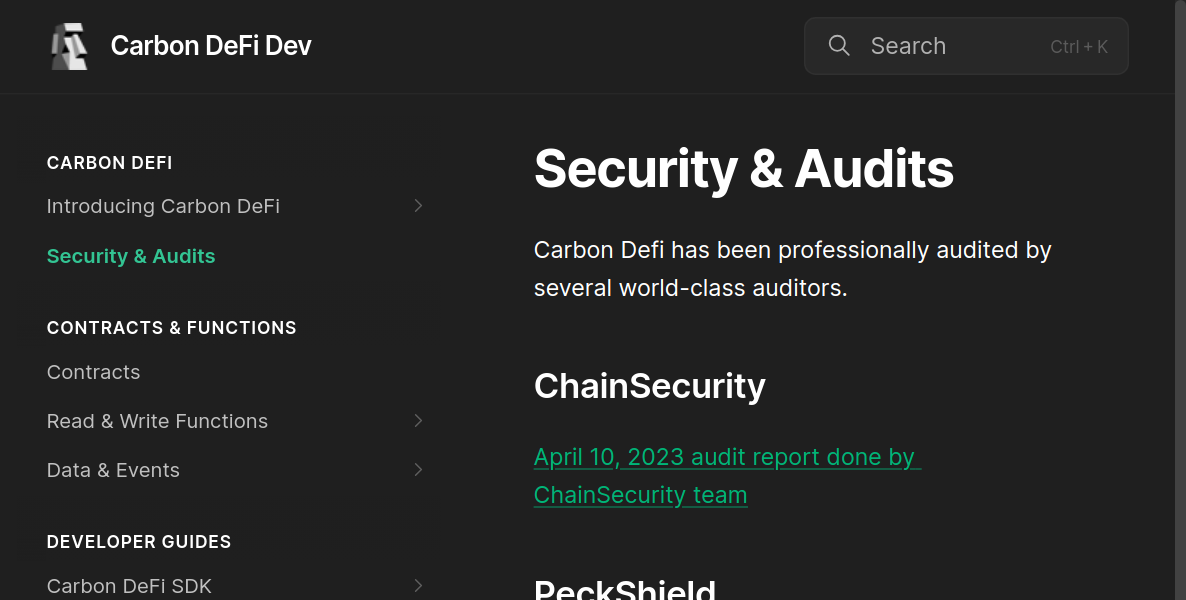 Carbon DeFi Dev
Search
Ctrl + K
CARBON DEFI
Introducing Carbon DeFi
Security & Audits
CONTRACTS & FUNCTIONS
Contracts
Read & Write Functions
Data & Events
DEVELOPER GUIDES
Carbon DeFi SDK
Security & Audits
Carbon Defi has been professionally audited by
several world-class auditors.
ChainSecurity
April 10, 2023 audit report done by
ChainSecurity team
PeckShield